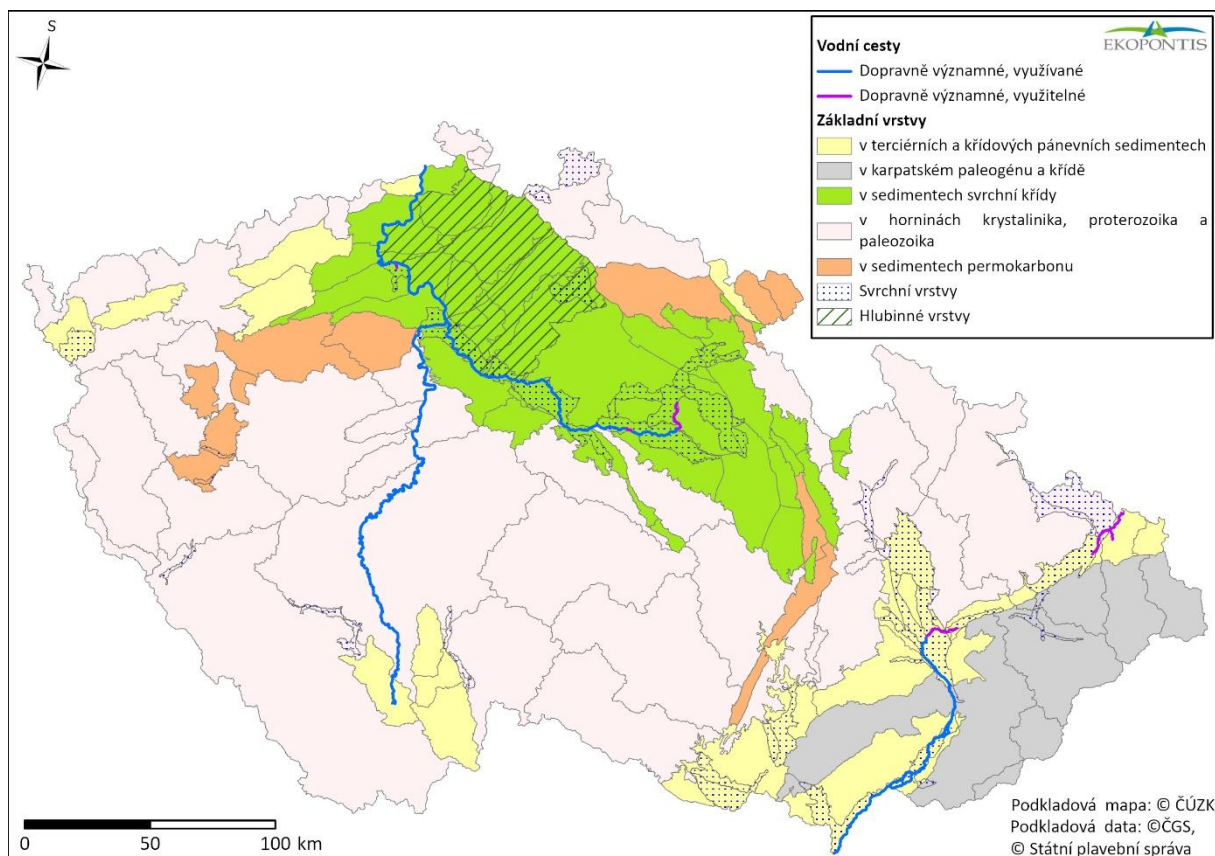 S
EKOPONTIS
Vodní cesty
Dopravně významné, využívané
Dopravně významné, využitelné
Základní vrstvy
v terciérních a křídových pánevních sedimentech
v karpatském paleogénu a křídě
v sedimentech svrchní křídy
v horninách krystalinika, proterozoika a
paleozoika
v sedimentech permokarbonu
Svrchní vrstvy
Hlubinné vrstvy
0 50 100 km
Podkladová mapa: © ČÚZK
Podkladová data: ©ČGS,
© Státní plavební správa